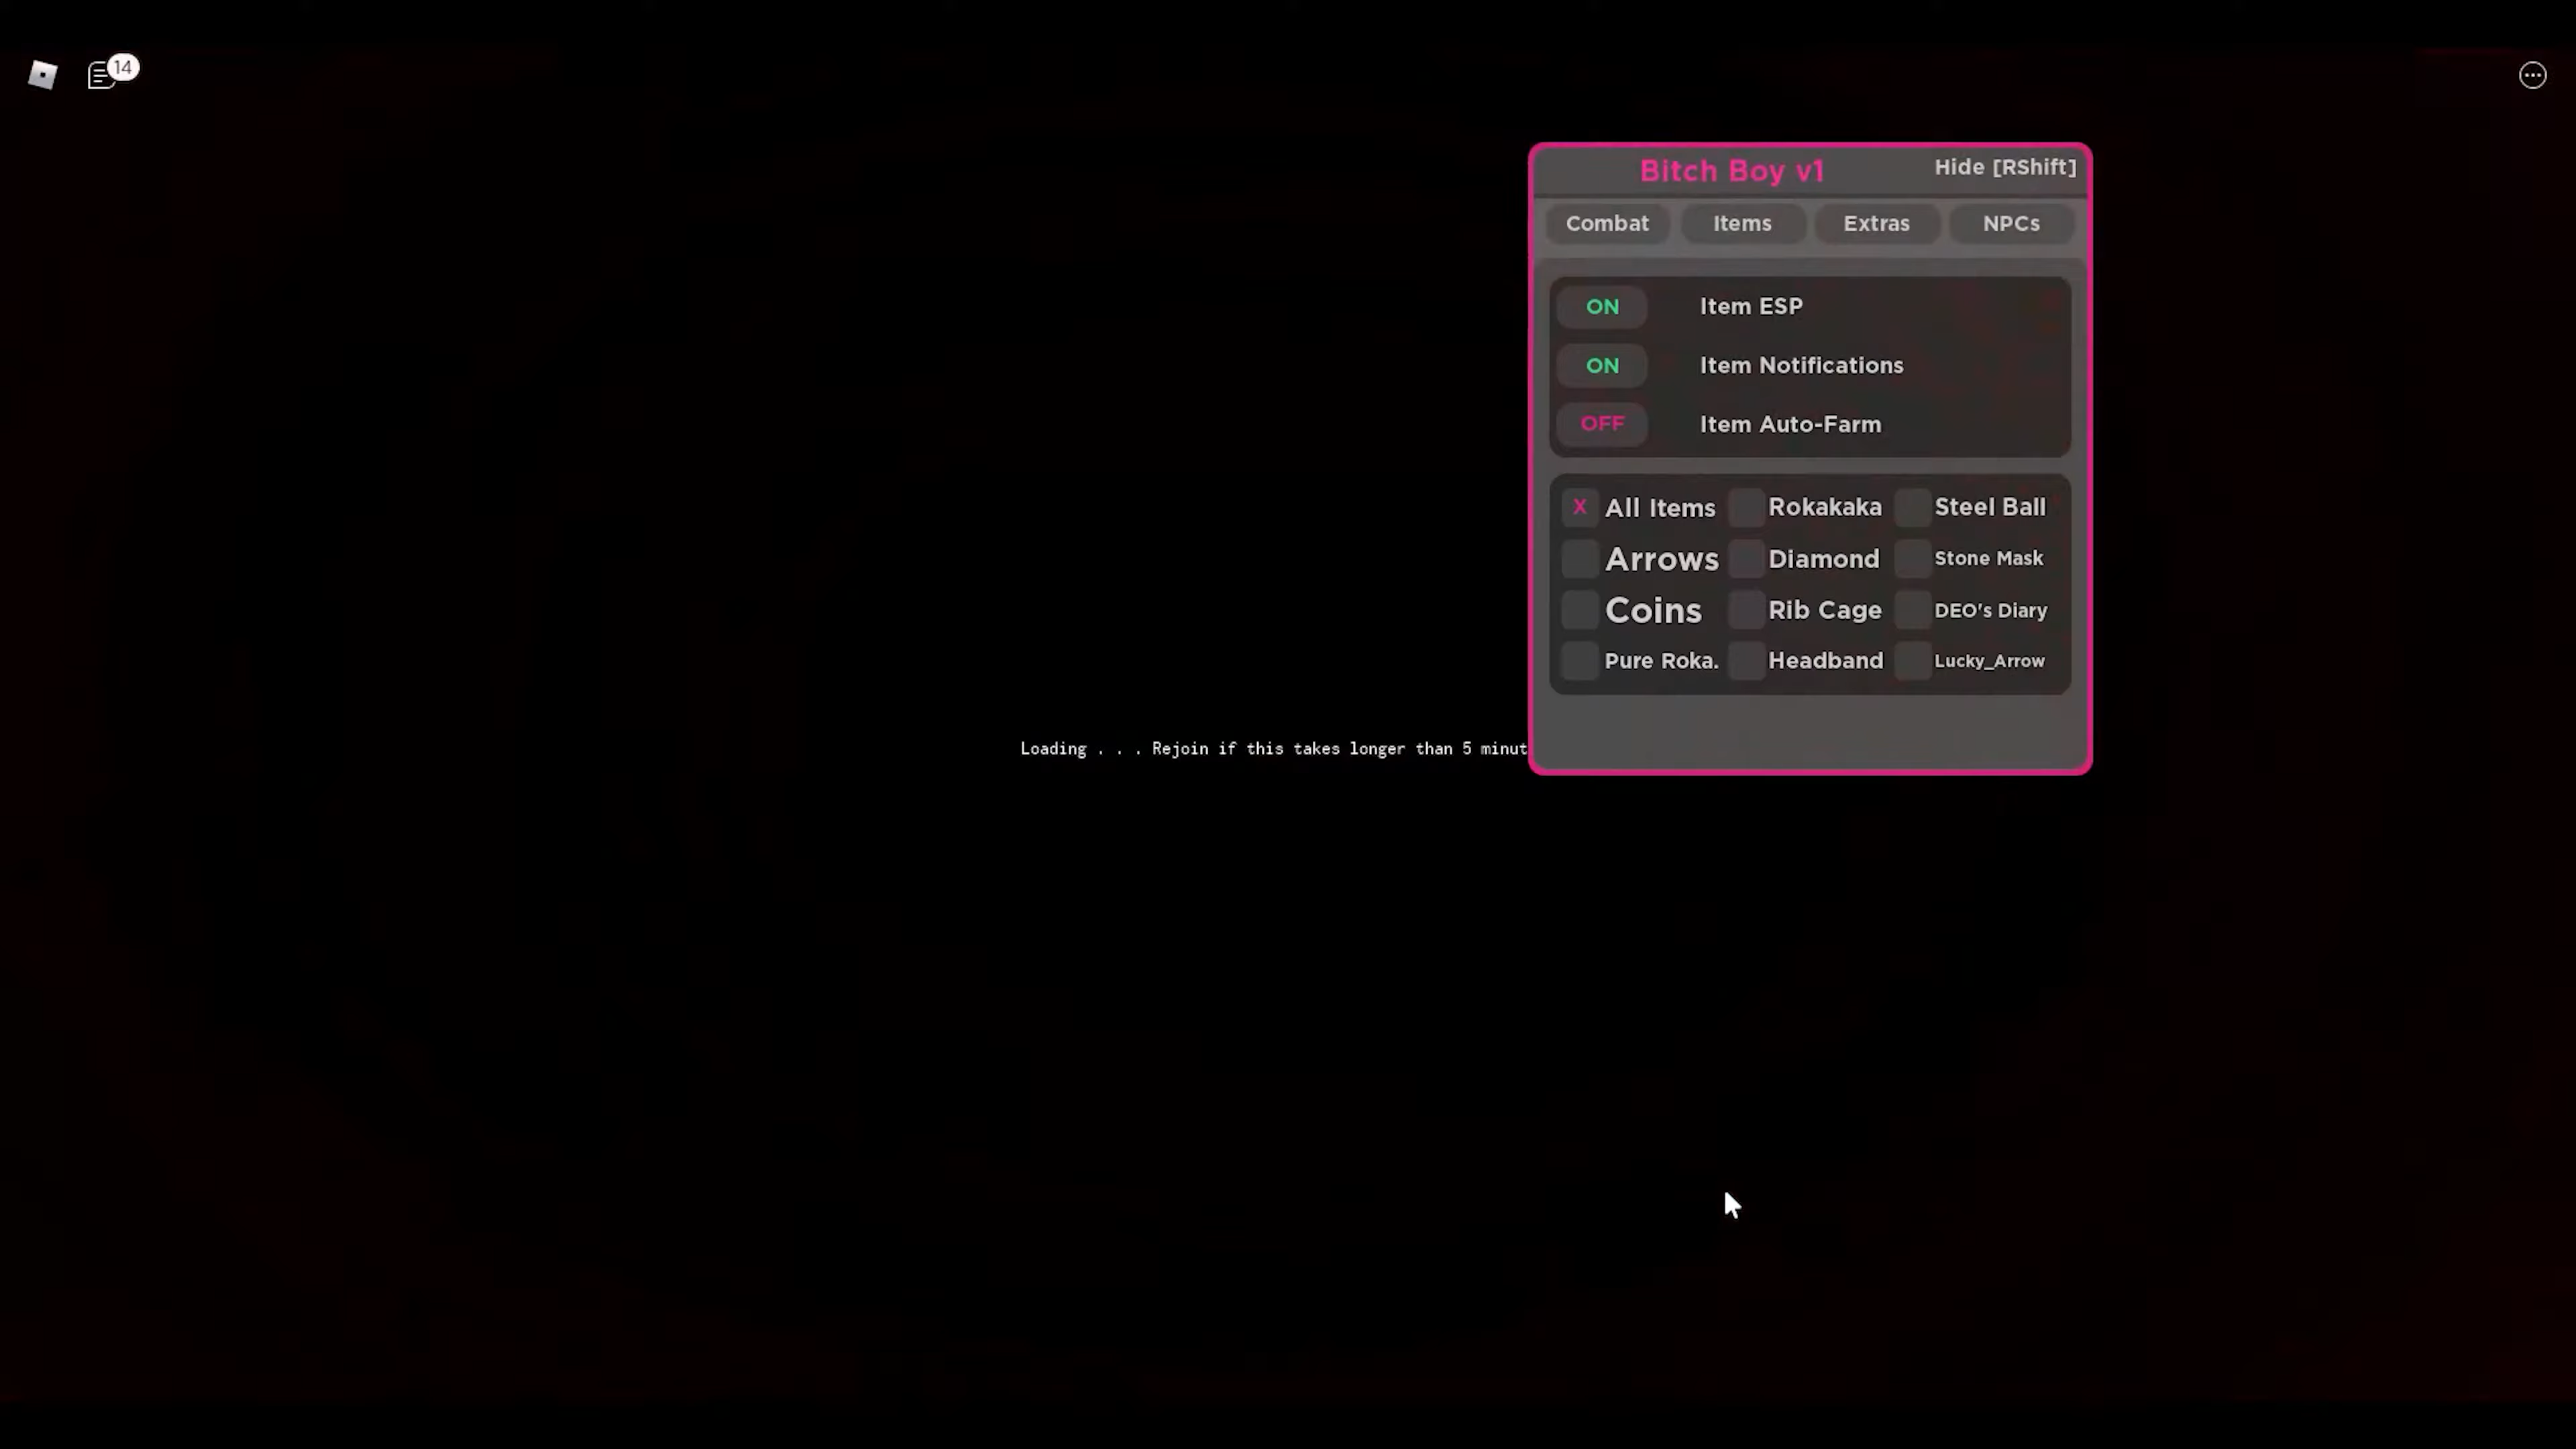 14
Bitch Boy v1 Hide [RShift]
Combat Items Extras NPCs
ON Item ESP
ON Item Notifications
OFF Item Auto-Farm
X All Items Rokakaka Steel Ball
Arrows Diamond Stone Mask
Coins Rib Cage DEO's Diary
Pure Roka. Headband Lucky_Arrow
Loading . . . Rejoin if this takes longer than 5 minut